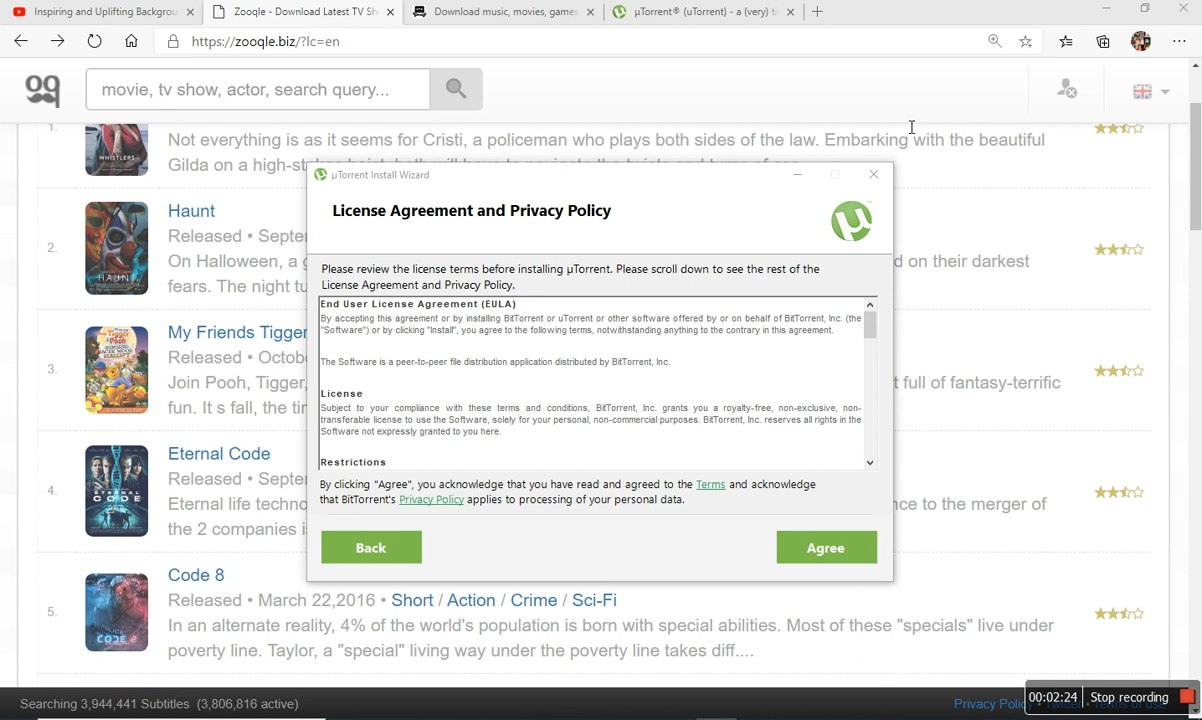 Inspiring and Uplifting Backgrou
Zooqle - Download Latest TV Sh
Download music, movies, games
µTorrent® (uTorrent) - a (very) ti
https://zooqle.biz/?lc=en
movie, tv show, actor, search query...
1.
WHISTLERS
Not everything is as it seems for Cristi, a policeman who plays both sides of the law. Embarking with the beautiful
Gilda on a high-
µTorrent Install Wizard
License Agreement and Privacy Policy
Please review the license terms before installing µTorrent. Please scroll down to see the rest of the
License Agreement and Privacy Policy.
End User License Agreement (EULA)
By accepting this agreement or by installing BitTorrent or uTorrent or other software offered by or on behalf of BitTorrent, Inc. (the
"Software") or by clicking "Install", you agree to the following terms, notwithstanding anything to the contrary in this agreement.
The Software is a peer-to-peer file distribution application distributed by BitTorrent, Inc.
License
Subject to your compliance with these terms and conditions, BitTorrent, Inc. grants you a royalty-free, non-exclusive, non-
transferable license to use the Software, solely for your personal, non-commercial purposes. BitTorrent, Inc. reserves all rights in the
Software not expressly granted to you here.
Restrictions
By clicking "Agree", you acknowledge that you have read and agreed to the Terms and acknowledge
that BitTorrent's Privacy Policy applies to processing of your personal data.
Back
Agree
2.
HAUNT
Haunt
Released • Septe
On Halloween, a g
d on their darkest
fears. The night tu
3.
My Friends Tigger
Released • Octobe
Join Pooh, Tigger,
t full of fantasy-terrific
fun. It s fall, the tin
4.
ETERNAL
CODE
Eternal Code
Released • Septer
Eternal life techno
nce to the merger of
the 2 companies i
5.
CODE 8
Code 8
Released • March 22,2016 • Short / Action / Crime / Sci-Fi
In an alternate reality, 4% of the world's population is born with special abilities. Most of these "specials" live under
poverty line. Taylor, a "special" living way under the poverty line takes diff....
Searching 3,944,441 Subtitles (3,806,816 active)
Privacy Poli
00:02:24
Stop recording